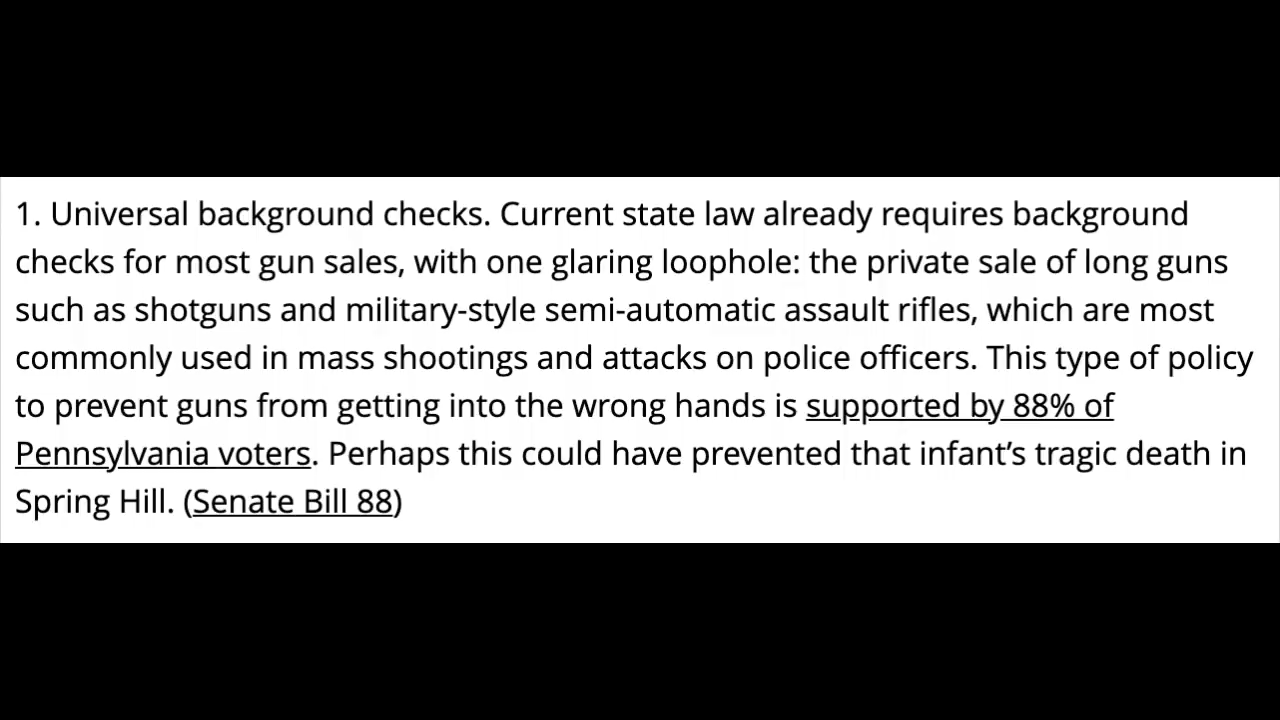 1. Universal background checks. Current state law already requires background
checks for most gun sales, with one glaring loophole: the private sale of long guns
such as shotguns and military-style semi-automatic assault rifles, which are most
commonly used in mass shootings and attacks on police officers. This type of policy
to prevent guns from getting into the wrong hands is supported by 88% of
Pennsylvania voters. Perhaps this could have prevented that infant’s tragic death in
Spring Hill. (Senate Bill 88)